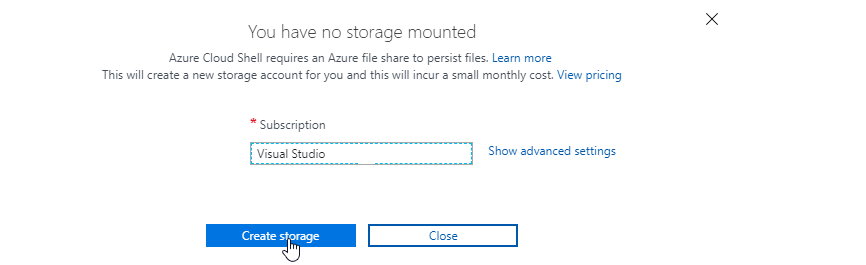 You have no storage mounted
Azure Cloud Shell requires an Azure file share to persist files. Learn more
This will create a new storage account for you and this will incur a small monthly cost. View pricing
* Subscription
Visual Studio
Show advanced settings
Create storage
Close